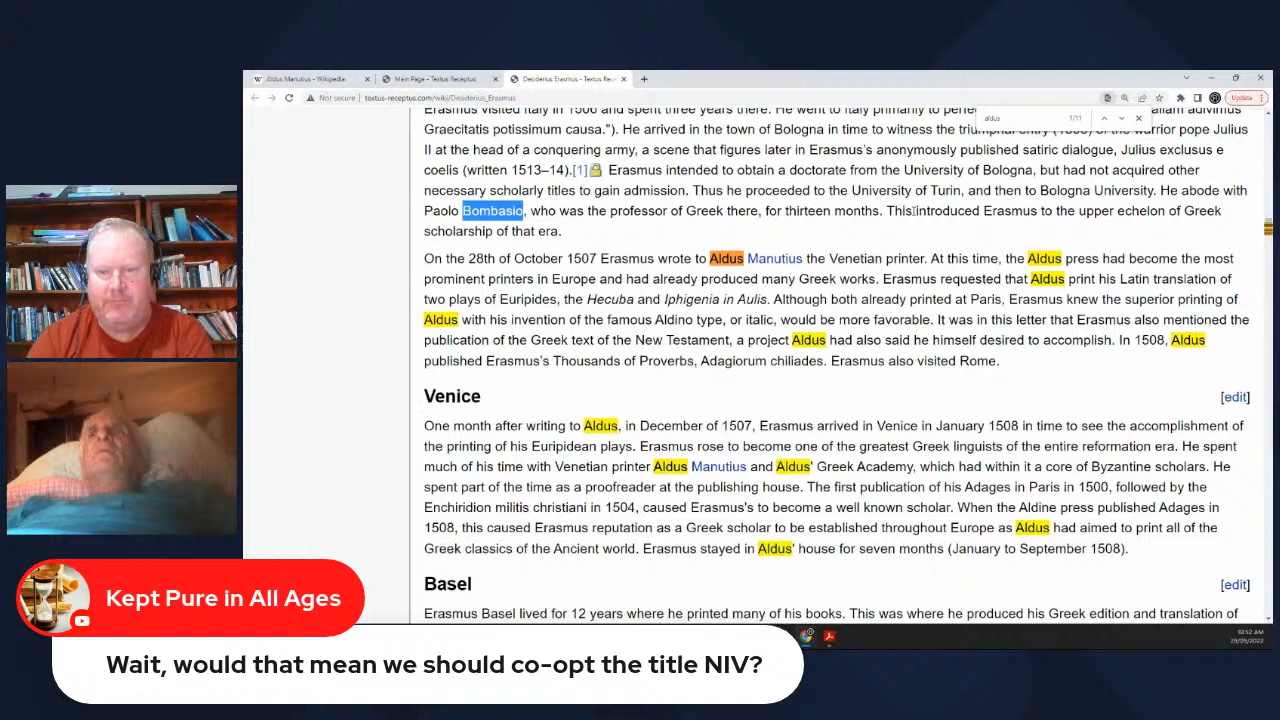 Aldus Manutius - Wikipedia
Main Page - Textus Receptus
Desiderius Erasmus - Textus Rece
Not secure textus-receptus.com/wiki/Desiderius_Erasmus
Update
aldus 1/11
Erasmus visited Italy in 1506 and spent three years there. He went to Italy primarily to
Graecitatis potissimum causa."). He arrived in the town of Bologna in time to witness the triumphal entry warrior pope Julius
II at the head of a conquering army, a scene that figures later in Erasmus's anonymously published satiric dialogue, Julius exclusus e
coelis (written 1513–14).[1] Erasmus intended to obtain a doctorate from the University of Bologna, but had not acquired other
necessary scholarly titles to gain admission. Thus he proceeded to the University of Turin, and then to Bologna University. He abode with
Paolo Bombasio, who was the professor of Greek there, for thirteen months. This introduced Erasmus to the upper echelon of Greek
scholarship of that era.
On the 28th of October 1507 Erasmus wrote to Aldus Manutius the Venetian printer. At this time, the Aldus press had become the most
prominent printers in Europe and had already produced many Greek works. Erasmus requested that Aldus print his Latin translation of
two plays of Euripides, the Hecuba and Iphigenia in Aulis. Although both already printed at Paris, Erasmus knew the superior printing of
Aldus with his invention of the famous Aldino type, or italic, would be more favorable. It was in this letter that Erasmus also mentioned the
publication of the Greek text of the New Testament, a project Aldus had also said he himself desired to accomplish. In 1508, Aldus
published Erasmus's Thousands of Proverbs, Adagiorum chiliades. Erasmus also visited Rome.
Venice [edit]
One month after writing to Aldus, in December of 1507, Erasmus arrived in Venice in January 1508 in time to see the accomplishment of
the printing of his Euripidean plays. Erasmus rose to become one of the greatest Greek linguists of the entire reformation era. He spent
much of his time with Venetian printer Aldus Manutius and Aldus' Greek Academy, which had within it a core of Byzantine scholars. He
spent part of the time as a proofreader at the publishing house. The first publication of his Adages in Paris in 1500, followed by the
Enchiridion militis christiani in 1504, caused Erasmus's to become a well known scholar. When the Aldine press published Adages in
1508, this caused Erasmus reputation as a Greek scholar to be established throughout Europe as Aldus had aimed to print all of the
Greek classics of the Ancient world. Erasmus stayed in Aldus' house for seven months (January to September 1508).
Basel [edit]
Erasmus Basel lived for 12 years where he printed many of his books. This was where he produced his Greek edition and translation of
10:52 AM
29/05/2022
Kept Pure in All Ages
Wait, would that mean we should co-opt the title NIV?